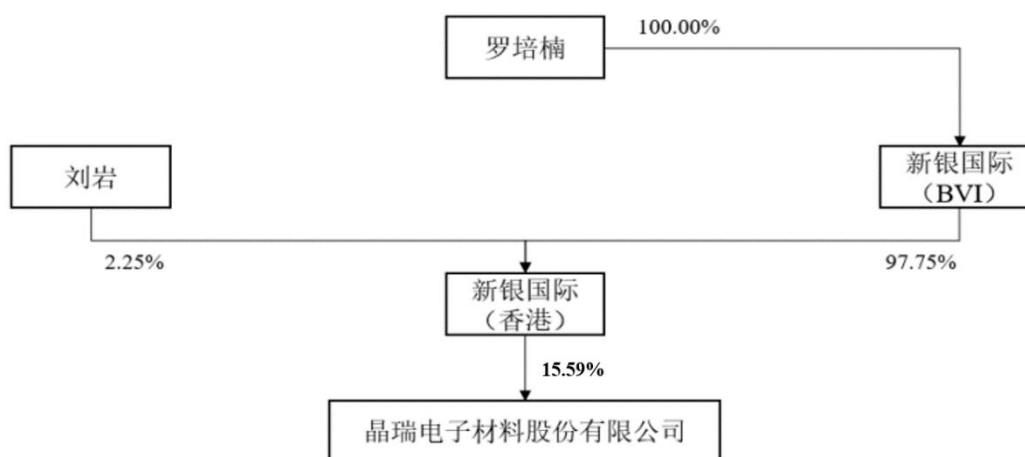 罗培楠
100.00%
刘岩
新银国际
（BVI）
2.25%
97.75%
新银国际
（香港）
15.59%
晶瑞电子材料股份有限公司